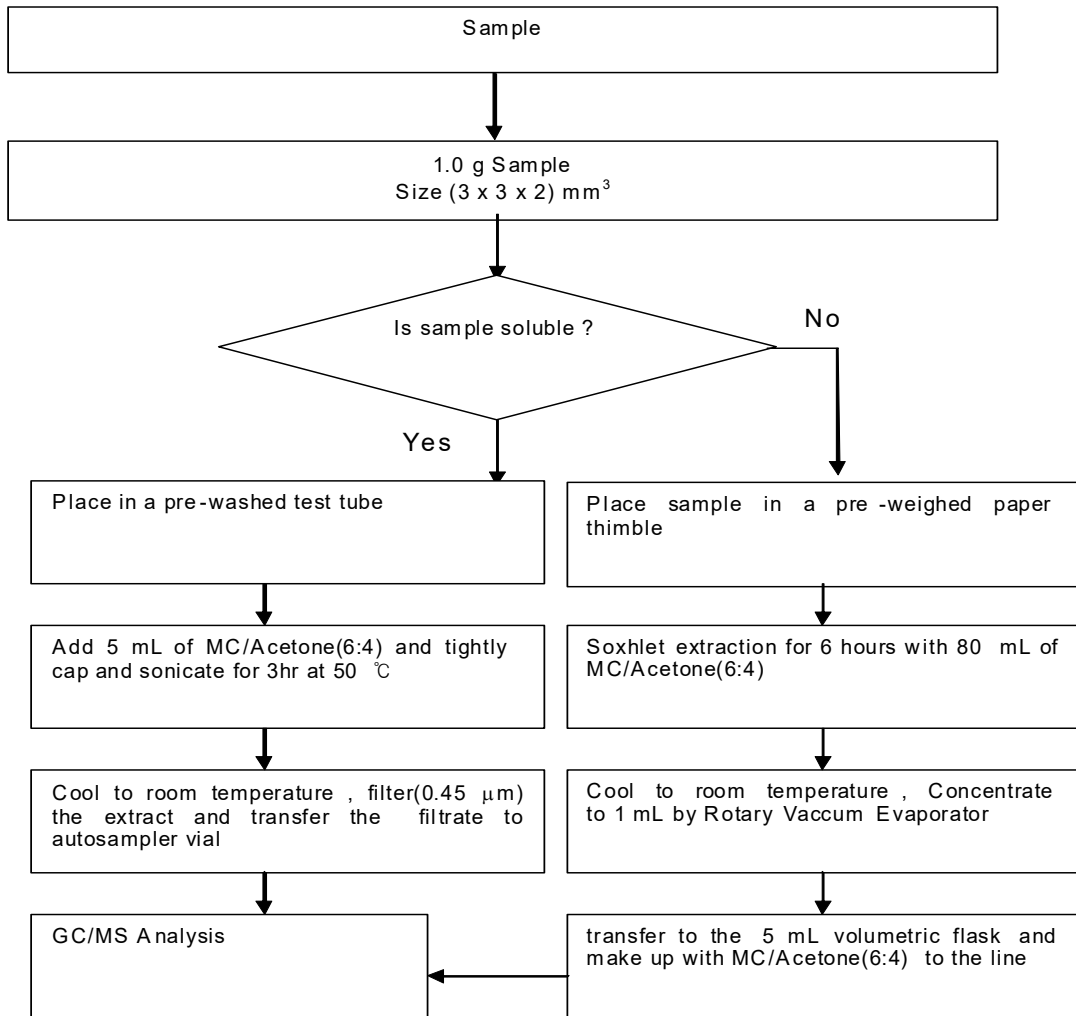 Sample
1.0 g Sample
Size (3 x 3 x 2) mm³
Is sample soluble ?
No
Yes
Place in a pre-washed test tube
Add 5 mL of MC/Acetone(6:4) and tightly
cap and sonicate for 3hr at 50 ℃
Cool to room temperature , filter(0.45 μm)
the extract and transfer the filtrate to
autosampler vial
GC/MS Analysis
Place sample in a pre-weighed paper
thimble
Soxhlet extraction for 6 hours with 80 mL of
MC/Acetone(6:4)
Cool to room temperature , Concentrate
to 1 mL by Rotary Vaccum Evaporator
transfer to the 5 mL volumetric flask and
make up with MC/Acetone(6:4) to the line